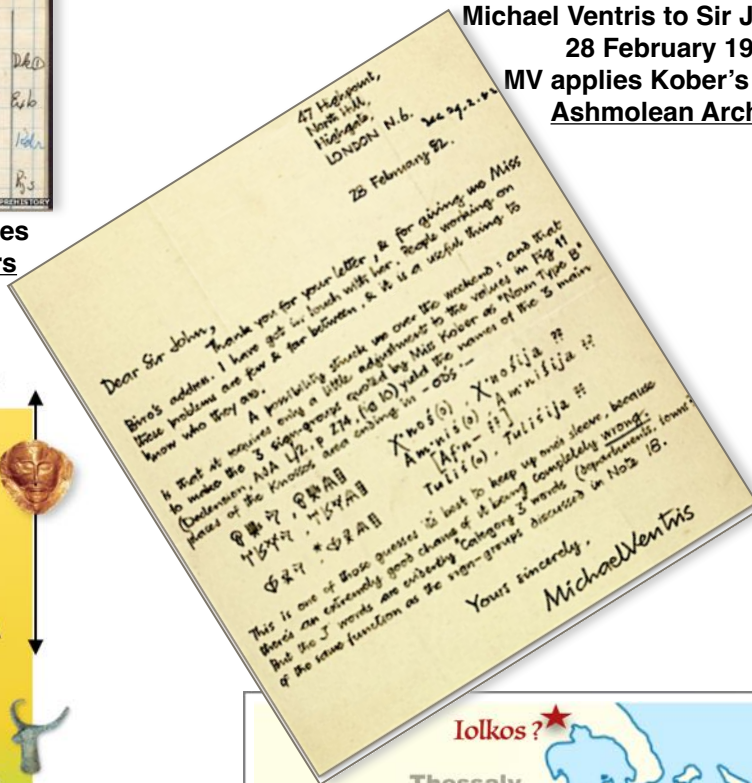 Michael Ventris to Sir J
28 February 19
MV applies Kober's
Ashmolean Arch
PREHISTORY
es
rs
47 Highpoint,
North Hill,
Highgate,
LONDON N.6.
28 February 52.
Dear Sir John,
Thank you for your letter, & for giving me Miss
Biro's address. I have got in touch with her. People working on
these problems are few & far between, & it is a useful thing to
know who they are.
A possibility struck me over the weekend; and that
is that it requires only a little adjustment to the values in Fig 11
to make the 3 sign-groups quoted by Miss Kober as "Noun Type B"
(Declension, AJA L/2, p 274, fig 10) yield the names of the 3 main
places of the Knossos area ending in -os:-
Amnis(o). Amnisija ??
Tulis(o). Tulisija ??
This is one of those guesses it's best to keep up one's sleeve, because
there's an extremely good chance of it being completely wrong.
But the 3 words are evidently "Category 3" words (departments, towns?)
of the same function as the sign-groups discussed in No2 18.
Yours sincerely,
Michael Ventris
Iolkos ?
Thessaly